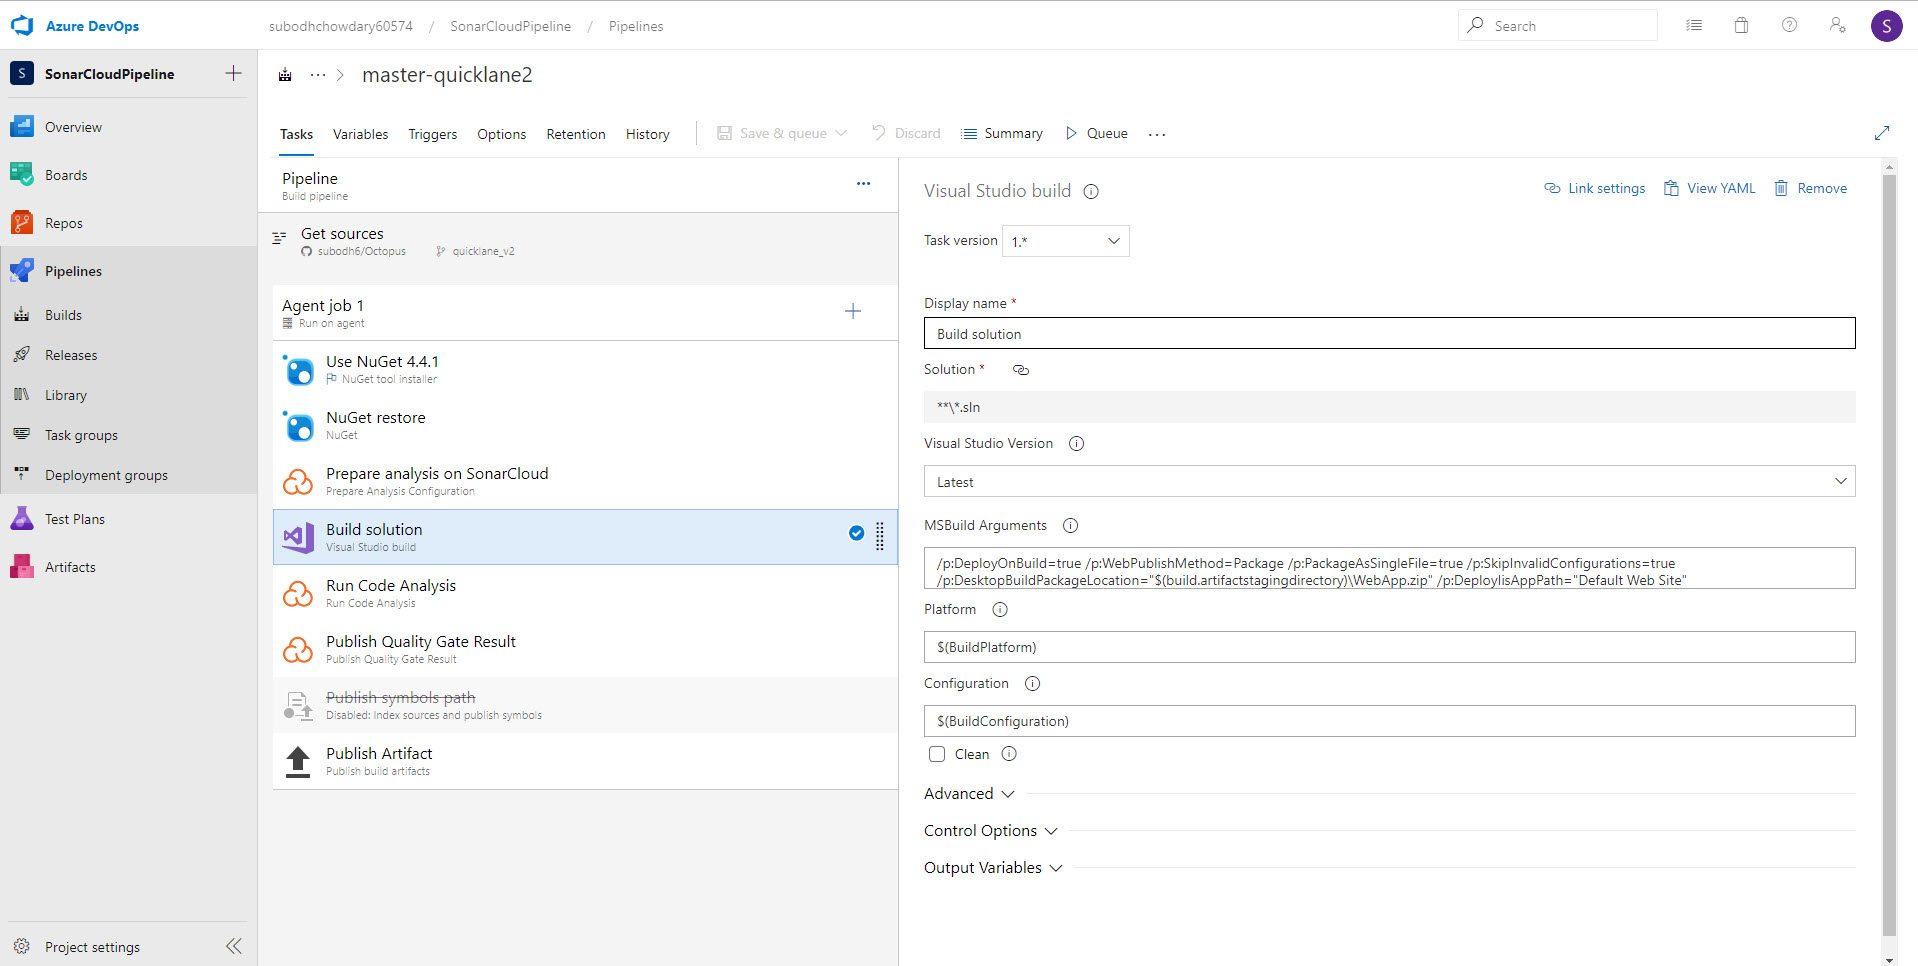 Azure DevOps
subodhchowdary60574 / SonarCloudPipeline / Pipelines
Search
S
S SonarCloudPipeline
Overview
Boards
Repos
Pipelines
Builds
Releases
Library
Task groups
Deployment groups
Test Plans
Artifacts
Project settings
... > master-quicklane2
Tasks Variables Triggers Options Retention History Save & queue Discard Summary Queue ...
Pipeline
Build pipeline
Get sources
subodh6/Octopus quicklane_v2
Agent job 1
Run on agent
Use NuGet 4.4.1
NuGet tool installer
NuGet restore
NuGet
Prepare analysis on SonarCloud
Prepare Analysis Configuration
Build solution
Visual Studio build
Run Code Analysis
Run Code Analysis
Publish Quality Gate Result
Publish Quality Gate Result
Publish symbols path
Disabled: Index sources and publish symbols
Publish Artifact
Publish build artifacts
Visual Studio build
Link settings View YAML Remove
Task version 1.*
Display name *
Build solution
Solution *
**\*.sln
Visual Studio Version
Latest
MSBuild Arguments
/p:DeployOnBuild=true /p:WebPublishMethod=Package /p:PackageAsSingleFile=true /p:SkipInvalidConfigurations=true
/p:DesktopBuildPackageLocation="$(build.artifactstagingdirectory)\WebApp.zip" /p:DeployIisAppPath="Default Web Site"
Platform
$(BuildPlatform)
Configuration
$(BuildConfiguration)
Clean
Advanced
Control Options
Output Variables